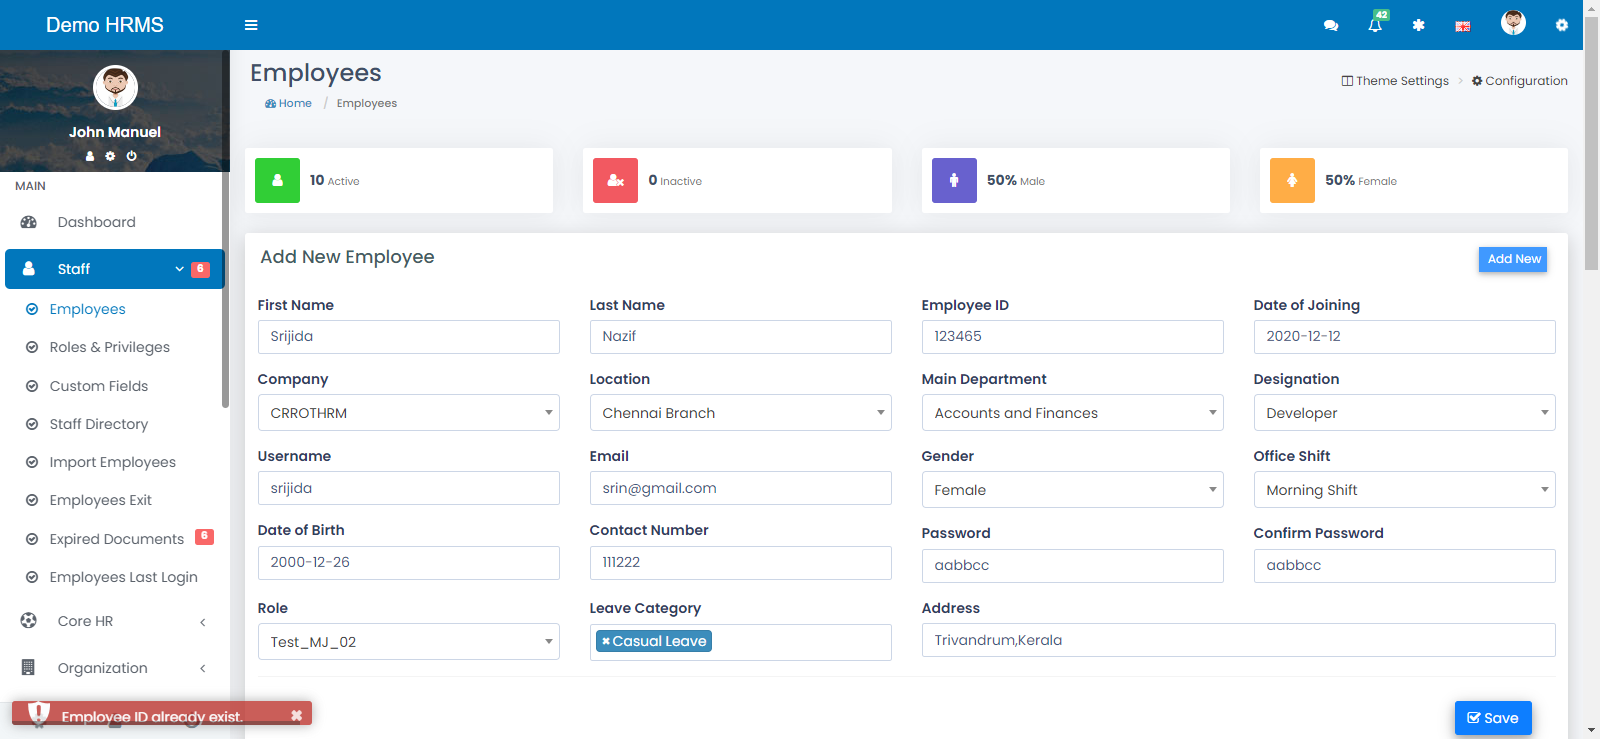 Demo HRMS
42
John Manuel
MAIN
Dashboard
Staff 6
Employees
Roles & Privileges
Custom Fields
Staff Directory
Import Employees
Employees Exit
Expired Documents 6
Employees Last Login
Core HR
Organization
Employee ID already exist.
Employees
Home / Employees
Theme Settings > Configuration
10 Active
0 Inactive
50% Male
50% Female
Add New Employee
Add New
First Name Last Name Employee ID Date of Joining
Srijida Nazif 123465 2020-12-12
Company Location Main Department Designation
CRROTHRM Chennai Branch Accounts and Finances Developer
Username Email Gender Office Shift
srijida srin@gmail.com Female Morning Shift
Date of Birth Contact Number Password Confirm Password
2000-12-26 111222 aabbcc aabbcc
Role Leave Category Address
Test_MJ_02 Casual Leave Trivandrum,Kerala
Save